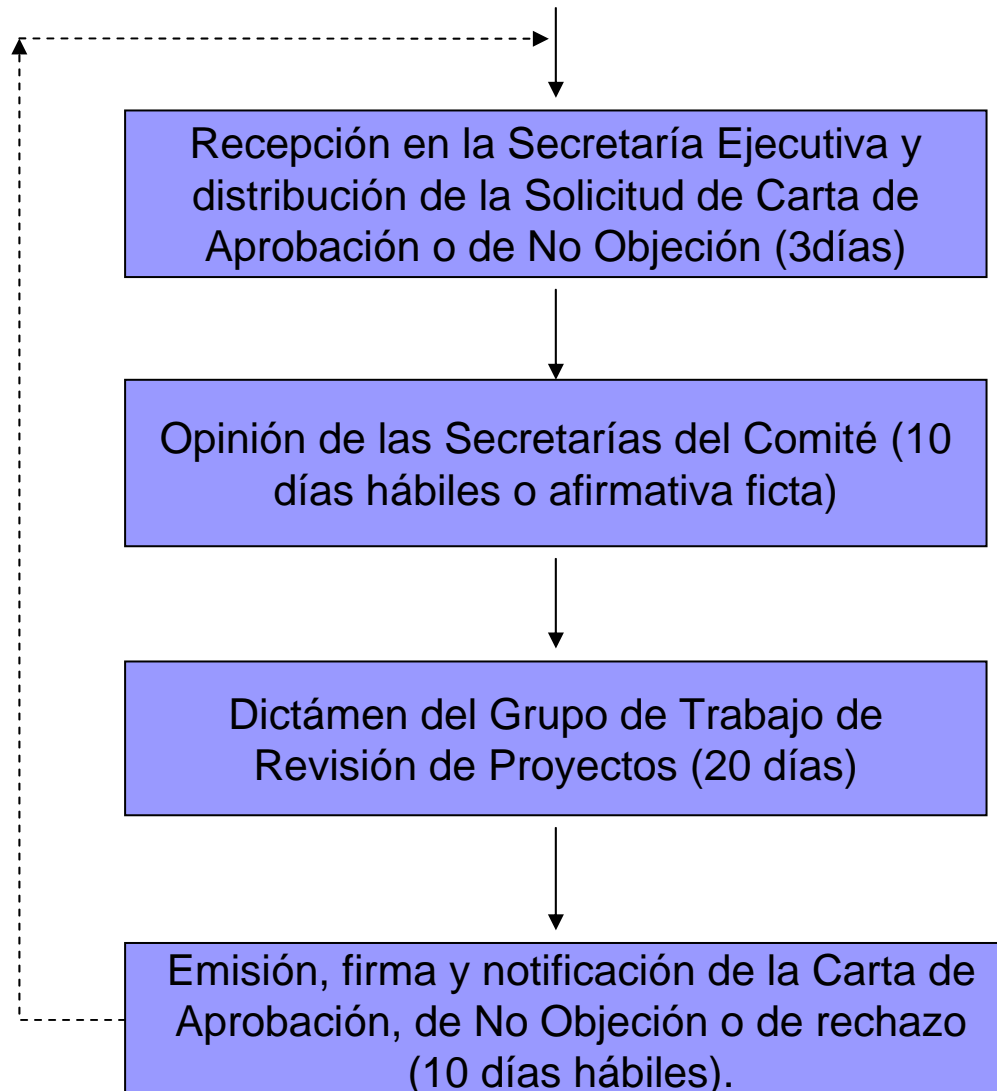 Recepción en la Secretaría Ejecutiva y
distribución de la Solicitud de Carta de
Aprobación o de No Objeción (3días)
Opinión de las Secretarías del Comité (10
días hábiles o afirmativa ficta)
Dictámen del Grupo de Trabajo de
Revisión de Proyectos (20 días)
Emisión, firma y notificación de la Carta de
Aprobación, de No Objeción o de rechazo
(10 días hábiles).